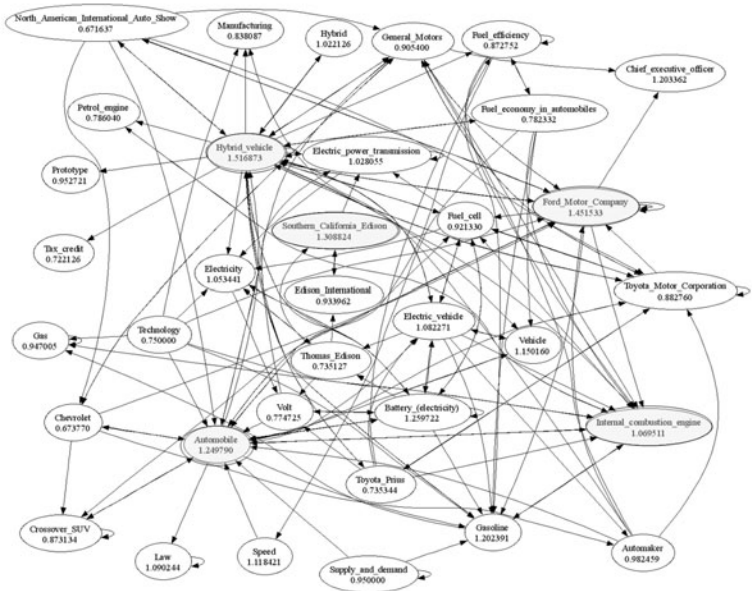 North_American_International_Auto_Show
0.671637
Manufacturing
0.838087
Hybrid
1.022126
General_Motors
0.905400
Fuel_efficiency
0.872752
Chief_executive_officer
1.203362
Petrol_engine
0.786040
Fuel_economy_in_automobiles
0.782332
Hybrid_vehicle
1.516873
Electric_power_transmission
1.028055
Prototype
0.952721
Ford_Motor_Company
1.451533
Southern_California_Edison
1.308824
Fuel_cell
0.921330
Tax_credit
0.722126
Electricity
1.053441
Edison_International
0.933962
Toyota_Motor_Corporation
0.882760
Electric_vehicle
1.082271
Gas
0.947005
Technology
0.750000
Thomas_Edison
0.735127
Vehicle
1.150160
Chevrolet
0.673770
Volt
0.774725
Battery_(electricity)
1.259722
Automobile
1.249790
Internal_combustion_engine
1.069511
Toyota_Prius
0.735344
Crossover_SUV
0.873134
Law
1.090244
Speed
1.118421
Gasoline
1.202391
Supply_and_demand
0.950000
Automaker
0.982459